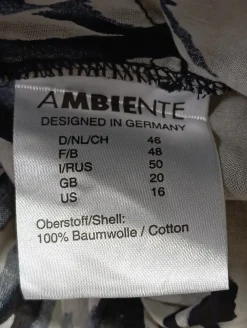 AMBIENTE
DESIGNED IN GERMANY
D/NL/CH 46
F/B 48
I/RUS 50
GB 20
US 16
Oberstoff/Shell:
100% Baumwolle / Cotton